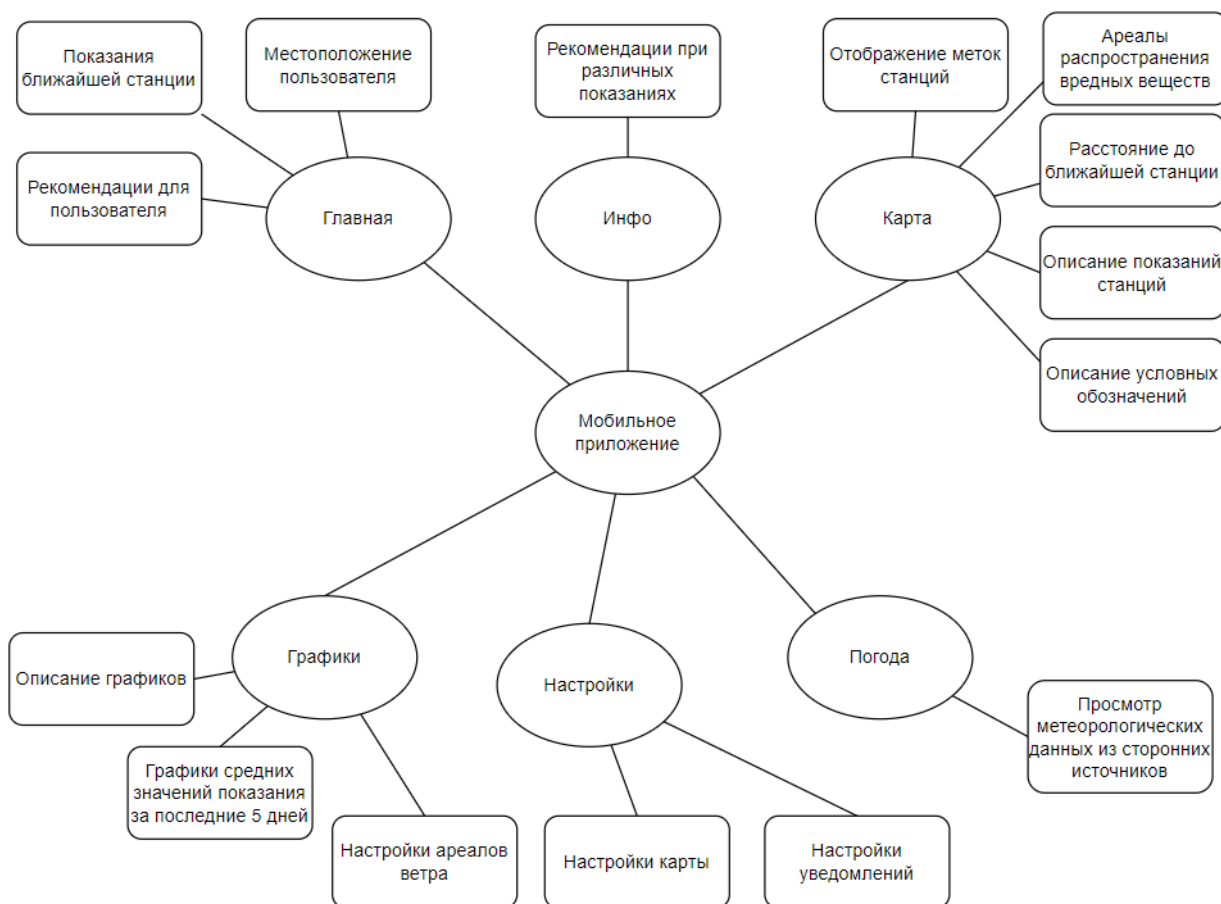 Показания
ближайшей станции
Местоположение
пользователя
Рекомендации при
различных
показаниях
Отображение меток
станций
Ареалы
распространения
вредных веществ
Рекомендации для
пользователя
Главная
Инфо
Карта
Расстояние до
ближайшей станции
Описание показаний
станций
Описание условных
обозначений
Мобильное
приложение
Графики
Настройки
Погода
Описание графиков
Графики средних
значений показания
за последние 5 дней
Настройки ареалов
ветра
Настройки карты
Настройки
уведомлений
Просмотр
метеорологических
данных из сторонних
источников